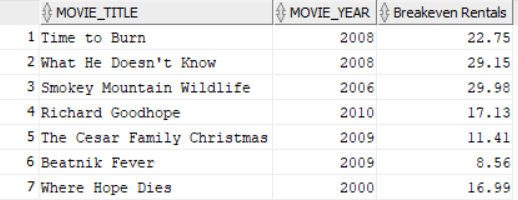 MOVIE_TITLE MOVIE_YEAR Breakeven Rentals
1 Time to Burn 2008 22.75
2 What He Doesn't Know 2008 29.15
3 Smokey Mountain Wildlife 2006 29.98
4 Richard Goodhope 2010 17.13
5 The Cesar Family Christmas 2009 11.41
6 Beatnik Fever 2009 8.56
7 Where Hope Dies 2000 16.99